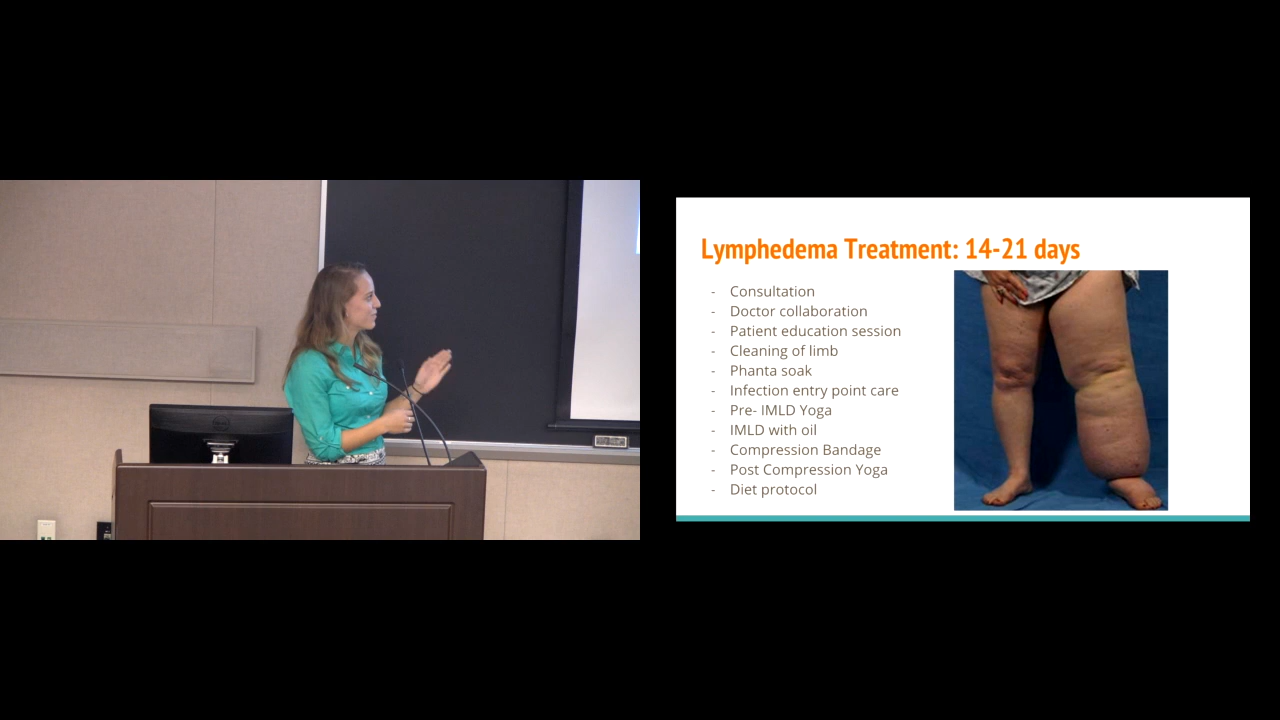 Lymphedema Treatment: 14-21 days
- Consultation
- Doctor collaboration
- Patient education session
- Cleaning of limb
- Phanta soak
- Infection entry point care
- Pre- IMLD Yoga
- IMLD with oil
- Compression Bandage
- Post Compression Yoga
- Diet protocol